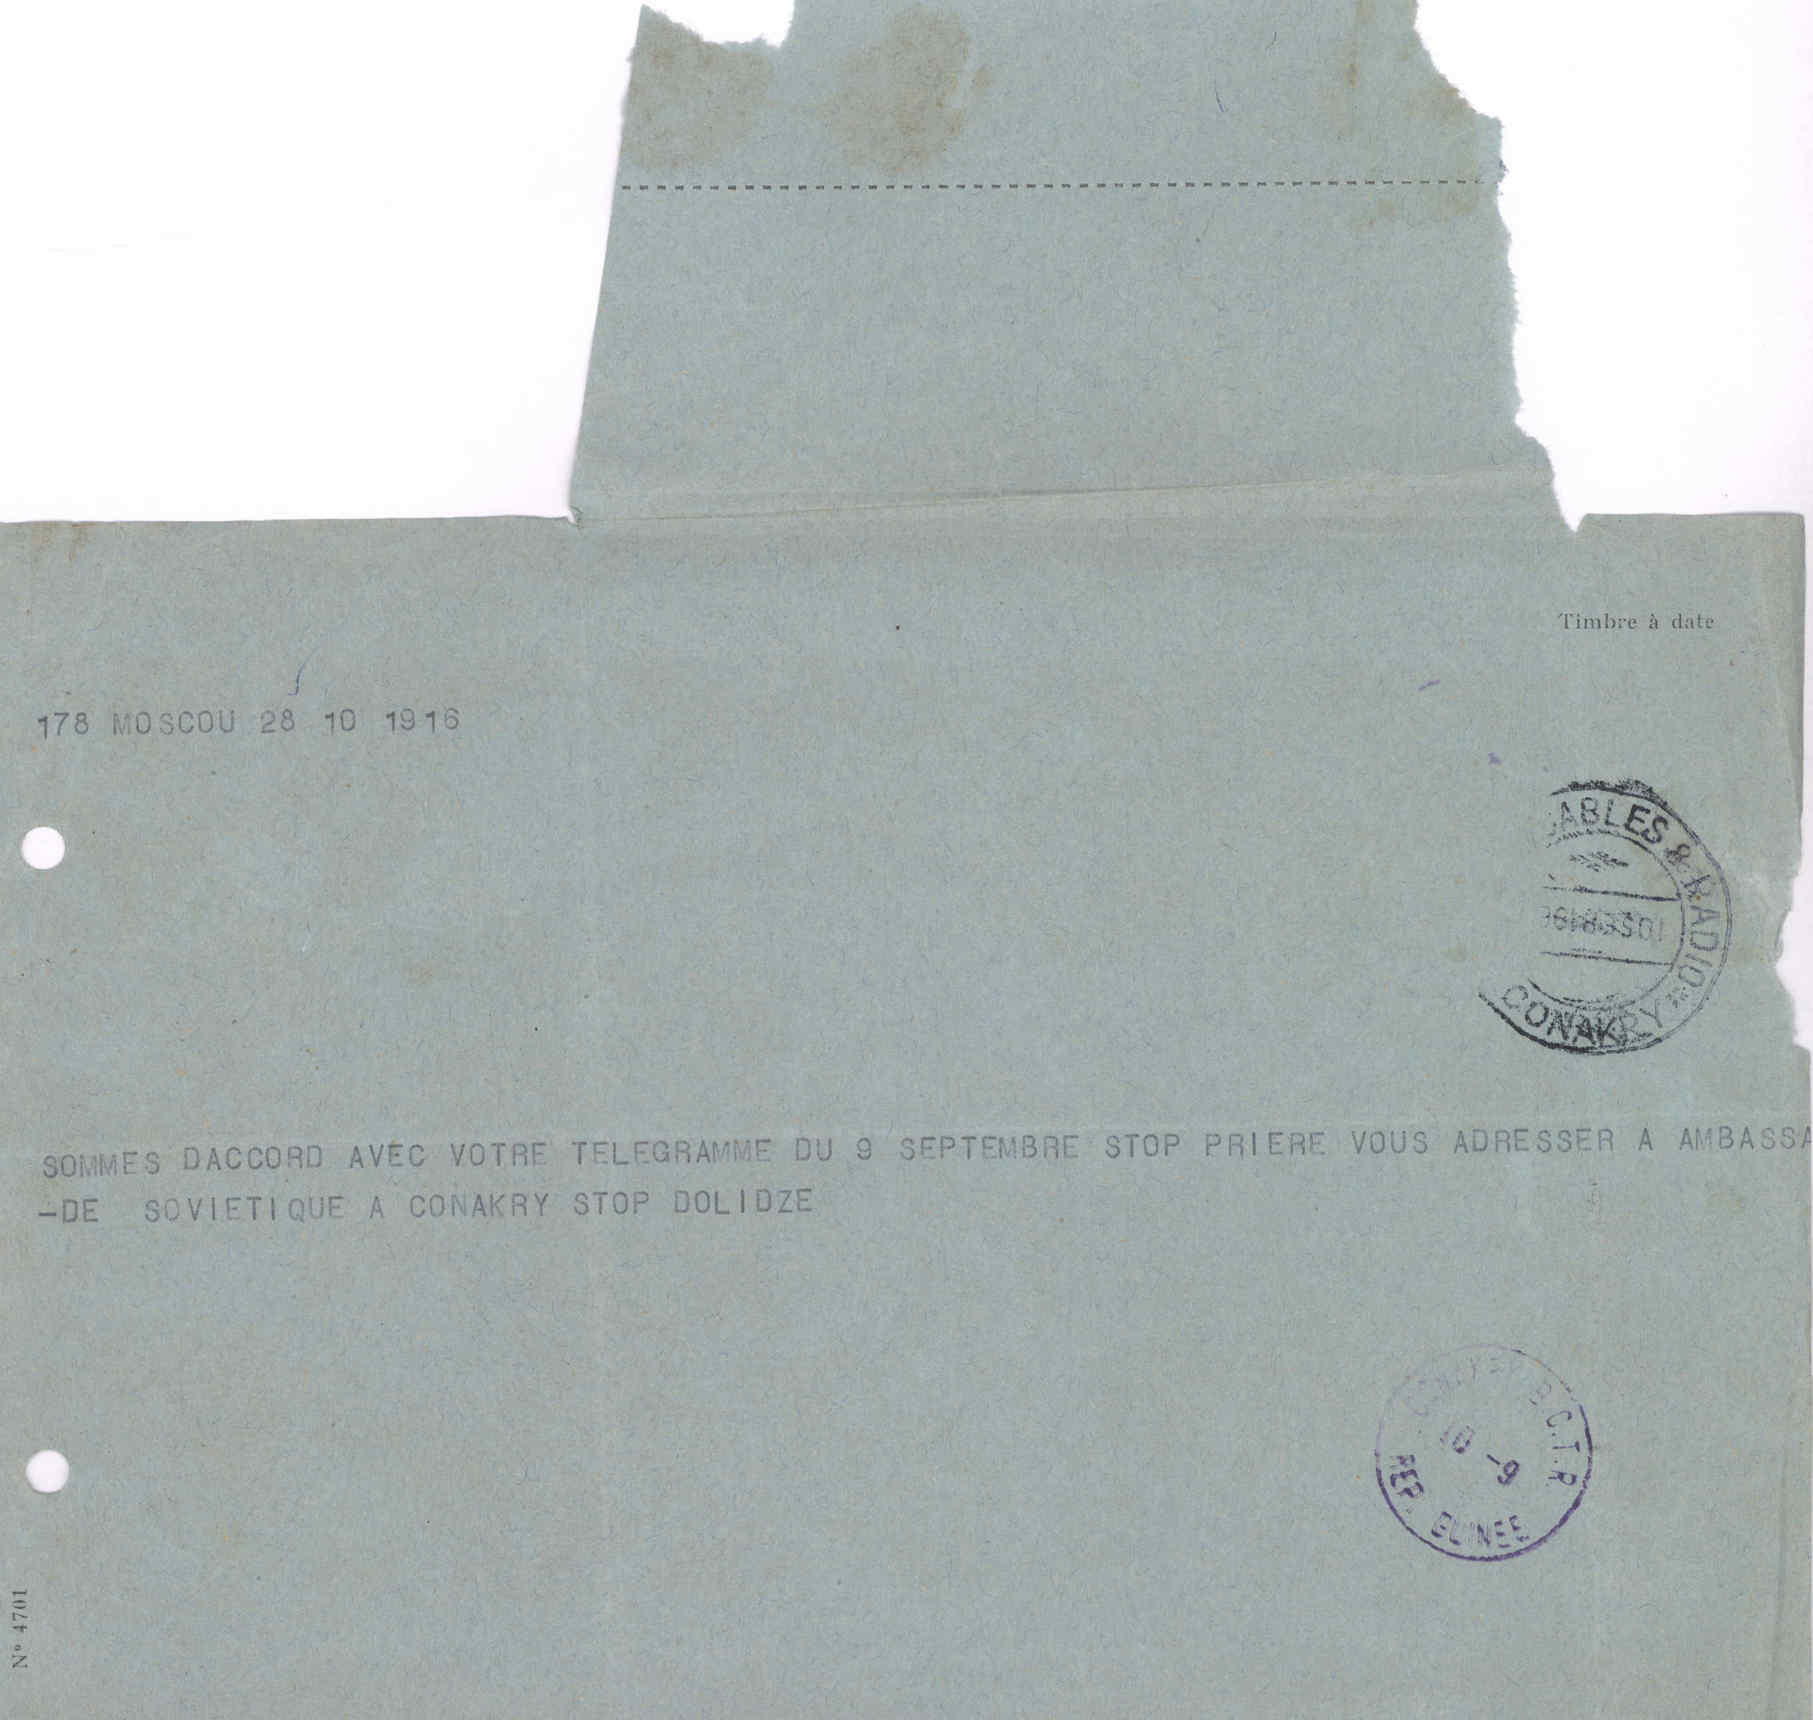 Timbre à date
178 MOSCOU 28 10 1916
CABLES & RADIO
CONAKRY
SOMMES DACCORD AVEC VOTRE TELEGRAMME DU 9 SEPTEMBRE STOP PRIERE VOUS ADRESSER A AMBASSA
-DE SOVIETIQUE A CONAKRY STOP DOLIDZE
C.T.R
10 -9
REP. GUINEE
N° 4701